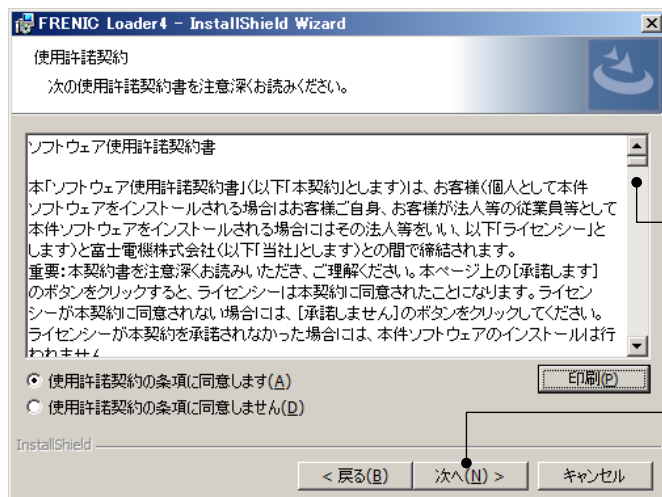 FRENIC Loader4 - InstallShield Wizard
使用許諾契約
次の使用許諾契約書を注意深くお読みください。
ソフトウェア使用許諾契約書
本「ソフトウェア使用許諾契約書」(以下「本契約」とします)は、お客様(個人として本件
ソフトウェアをインストールされる場合はお客様ご自身、お客様が法人等の従業員等として
本件ソフトウェアをインストールされる場合にはその法人等をいい、以下「ライセンシー」と
します)と富士電機株式会社(以下「当社」とします)との間で締結されます。
重要:本契約書を注意深くお読みいただき、ご理解ください。本ページ上の[承諾します]
のボタンをクリックすると、ライセンシーは本契約に同意されたことになります。ライセン
シーが本契約に同意されない場合には、[承諾しません]のボタンをクリックしてください。
ライセンシーが本契約を承諾されなかった場合には、本件ソフトウェアのインストールは行
われません
使用許諾契約の条項に同意します(A)
印刷(P)
使用許諾契約の条項に同意しません(D)
InstallShield
< 戻る(B)
次へ(N) >
キャンセル